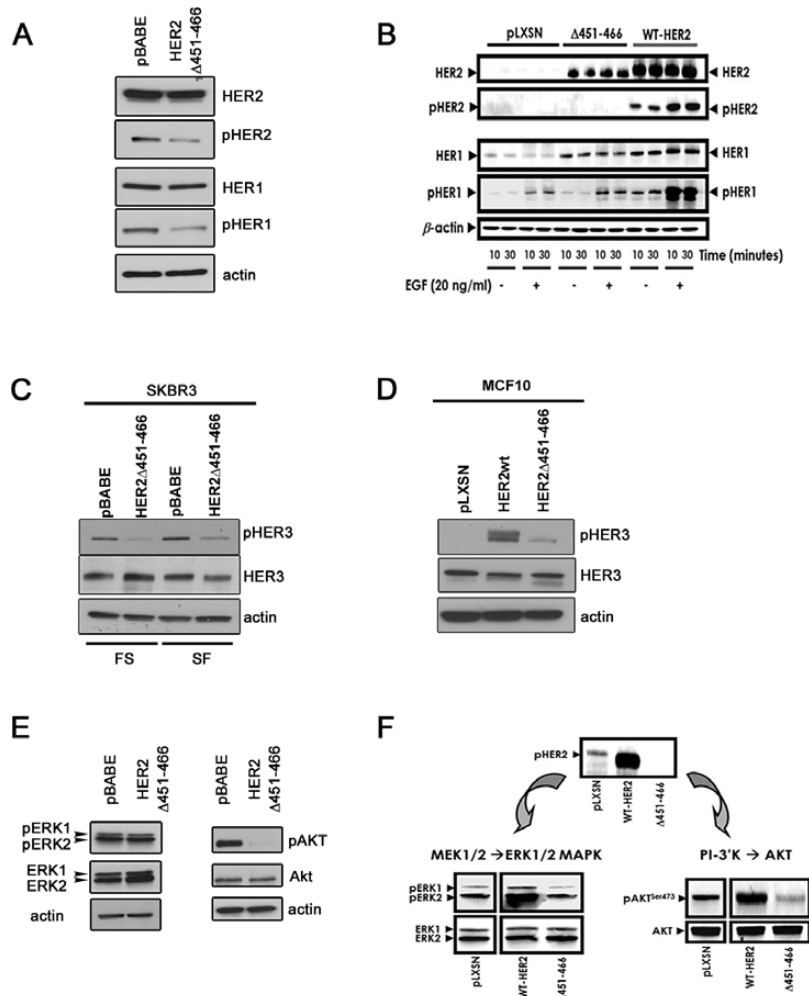 A
pBABE
HER2
Δ451-466
HER2
pHER2
HER1
pHER1
actin
B
pLXSN Δ451-466 WT-HER2
HER2 HER2
pHER2 pHER2
HER1 HER1
pHER1 pHER1
β-actin
10 30 10 30 10 30 10 30 10 30 10 30 Time (minutes)
EGF (20 ng/ml) - + - + - +
C
SKBR3
pBABE
HER2Δ451-466
pBABE
HER2Δ451-466
pHER3
HER3
actin
FS SF
D
MCF10
pLXSN
HER2wt
HER2Δ451-466
pHER3
HER3
actin
E
pBABE
HER2
Δ451-466
pERK1
pERK2
ERK1
ERK2
actin
pBABE
HER2
Δ451-466
pAKT
Akt
actin
F
pHER2
pLXSN
WT-HER2
Δ451-466
MEK1/2 → ERK1/2 MAPK
pERK1
pERK2
ERK1
ERK2
pLXSN
WT-HER2
Δ451-466
PI-3'K → AKT
pAKTSer473
AKT
pLXSN
WT-HER2
Δ451-466